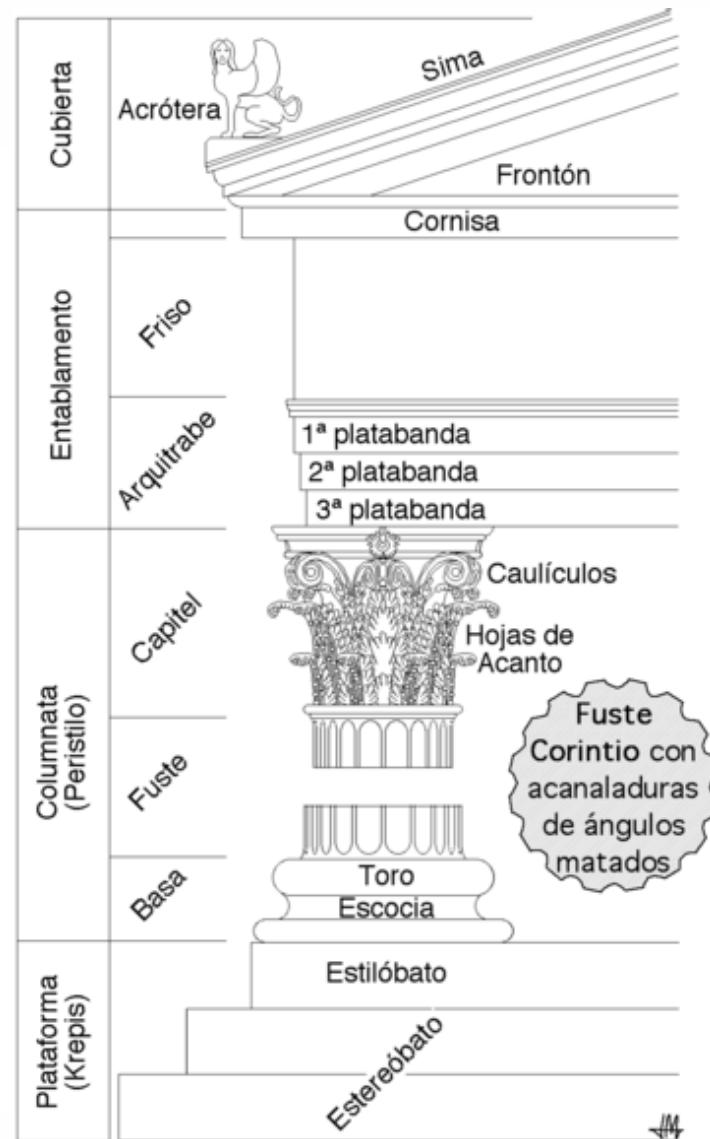 Cubierta
Acrótera
Sima
Frontón
Cornisa
Entablamento
Friso
Arquitrabe
1ª platabanda
2ª platabanda
3ª platabanda
Columnata
(Peristilo)
Capitel
Caulículos
Hojas de
Acanto
Fuste
Fuste
Corintio con
acanaladuras
de ángulos
matados
Basa
Toro
Escocia
Plataforma
(Krepis)
Estilóbato
Estereóbato